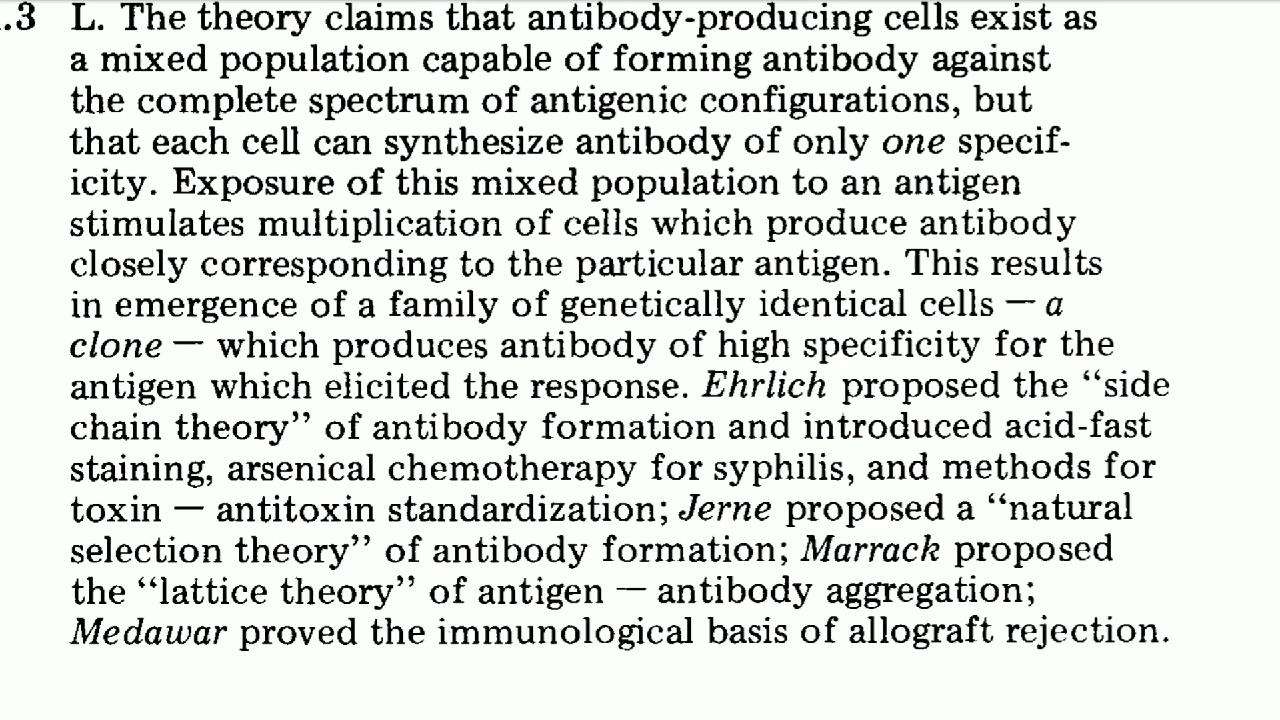 .3 L. The theory claims that antibody-producing cells exist as
a mixed population capable of forming antibody against
the complete spectrum of antigenic configurations, but
that each cell can synthesize antibody of only one specif-
icity. Exposure of this mixed population to an antigen
stimulates multiplication of cells which produce antibody
closely corresponding to the particular antigen. This results
in emergence of a family of genetically identical cells — a
clone — which produces antibody of high specificity for the
antigen which elicited the response. Ehrlich proposed the “side
chain theory” of antibody formation and introduced acid-fast
staining, arsenical chemotherapy for syphilis, and methods for
toxin — antitoxin standardization; Jerne proposed a “natural
selection theory” of antibody formation; Marrack proposed
the “lattice theory” of antigen — antibody aggregation;
Medawar proved the immunological basis of allograft rejection.